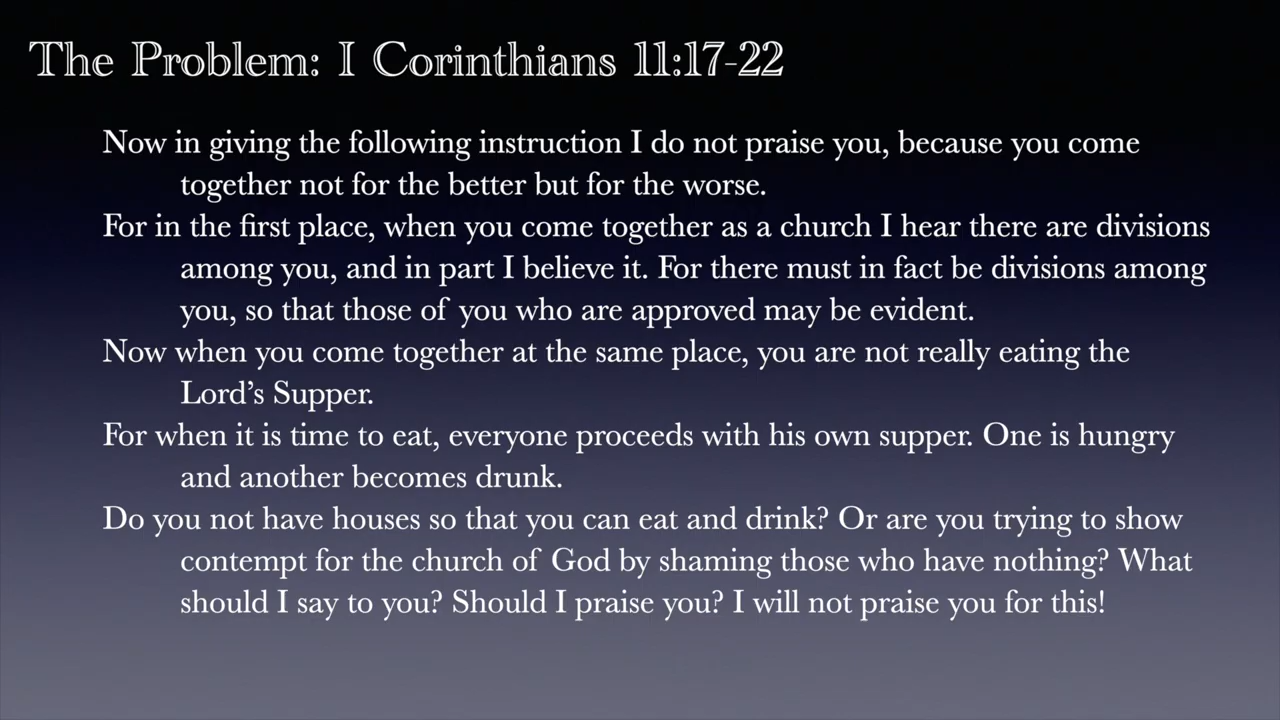 The Problem: I Corinthians 11:17-22
Now in giving the following instruction I do not praise you, because you come
together not for the better but for the worse.
For in the first place, when you come together as a church I hear there are divisions
among you, and in part I believe it. For there must in fact be divisions among
you, so that those of you who are approved may be evident.
Now when you come together at the same place, you are not really eating the
Lord’s Supper.
For when it is time to eat, everyone proceeds with his own supper. One is hungry
and another becomes drunk.
Do you not have houses so that you can eat and drink? Or are you trying to show
contempt for the church of God by shaming those who have nothing? What
should I say to you? Should I praise you? I will not praise you for this!